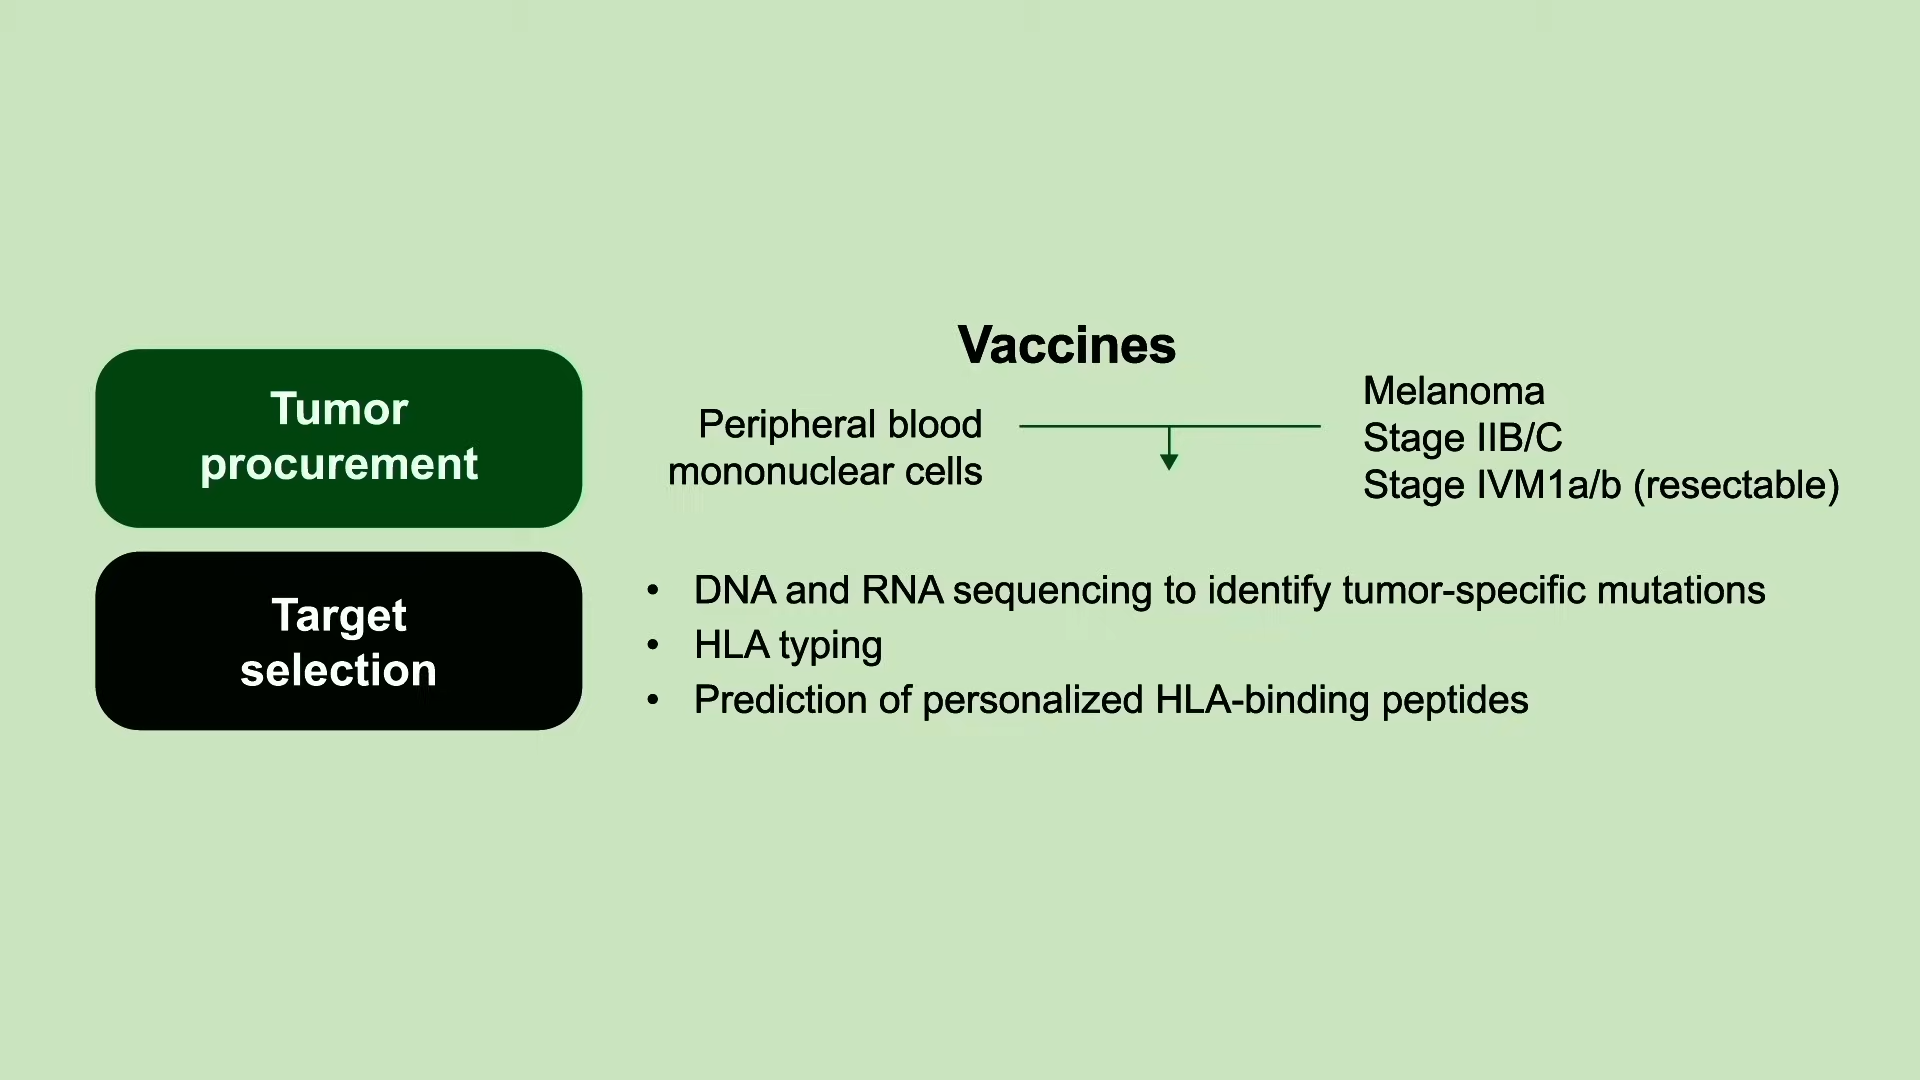 Vaccines
Tumor
procurement
Peripheral blood
mononuclear cells
Melanoma
Stage IIB/C
Stage IVM1a/b (resectable)
Target
selection
• DNA and RNA sequencing to identify tumor-specific mutations
• HLA typing
• Prediction of personalized HLA-binding peptides